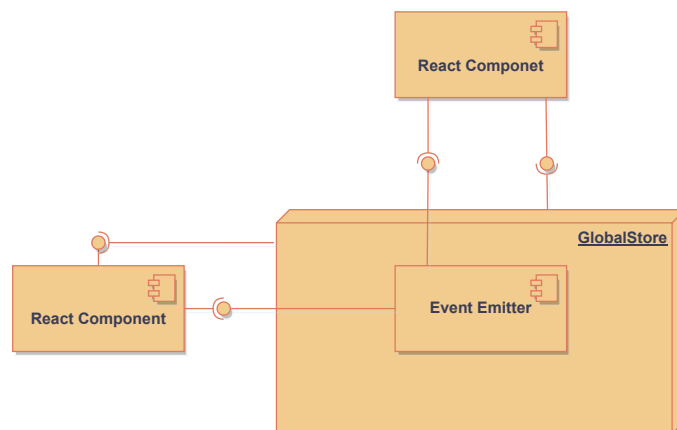 React Componet
GlobalStore
React Component
Event Emitter